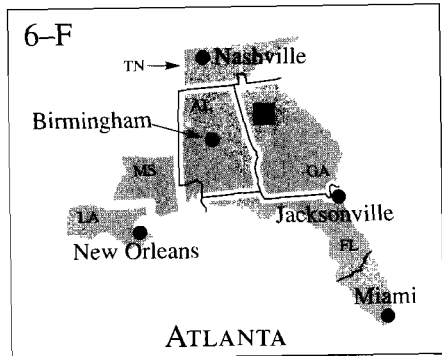 6–F
TN
Nashville
AL
Birmingham
MS
GA
LA
Jacksonville
New Orleans
FL
Miami
ATLANTA